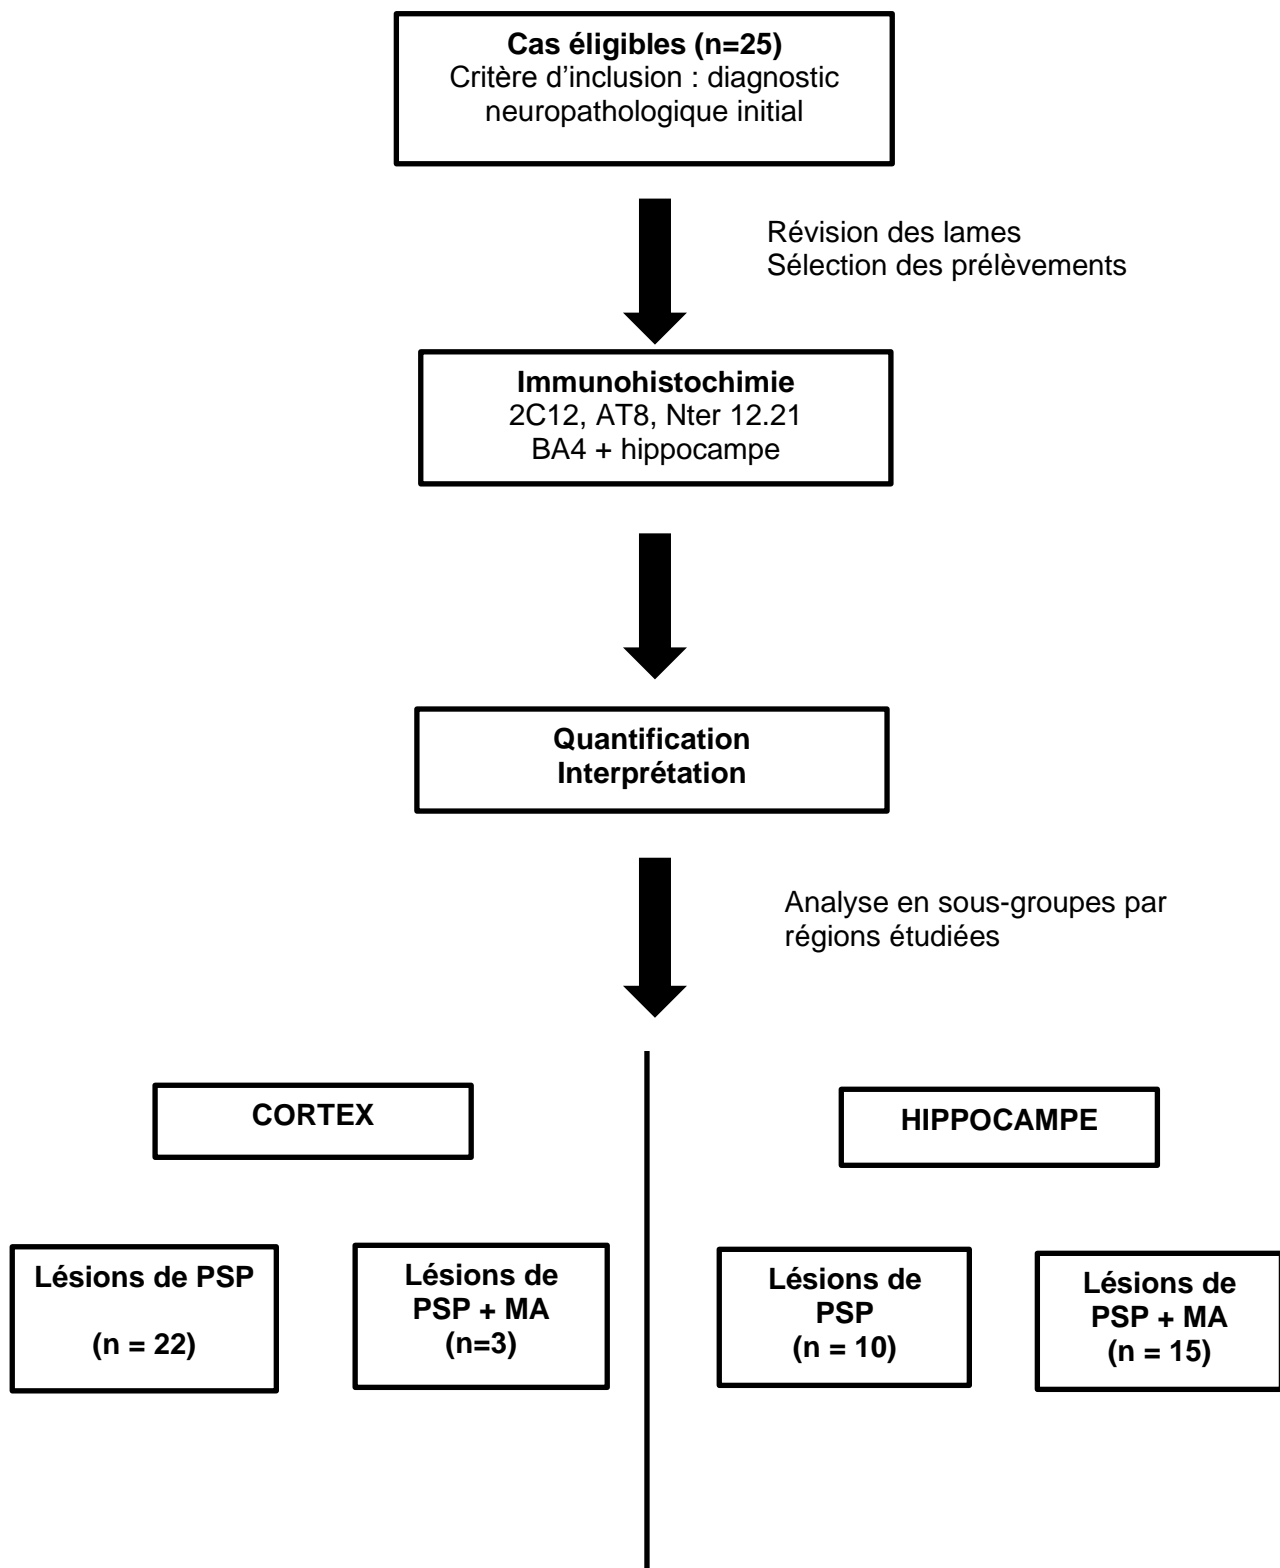 Cas éligibles (n=25)
Critère d'inclusion : diagnostic
neuropathologique initial
Révision des lames
Sélection des prélèvements
Immunohistochimie
2C12, AT8, Nter 12.21
BA4 + hippocampe
Quantification
Interprétation
Analyse en sous-groupes par
régions étudiées
CORTEX
HIPPOCAMPE
Lésions de PSP
(n = 22)
Lésions de
PSP + MA
(n=3)
Lésions de
PSP
(n = 10)
Lésions de
PSP + MA
(n = 15)